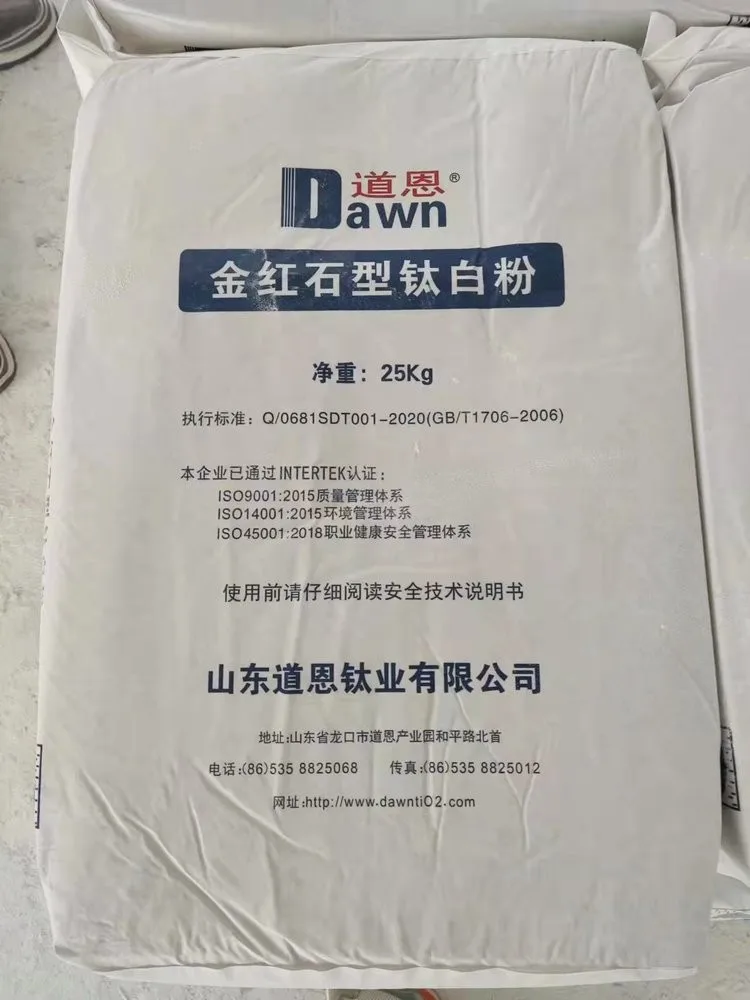 道恩®
Dawn
金红石型钛白粉
净重：25Kg
执行标准：Q/0681SDT001-2020(GB/T1706-2006)
本企业已通过INTERTEK认证：
ISO9001:2015质量管理体系
ISO14001:2015环境管理体系
ISO45001:2018职业健康安全管理体系
使用前请仔细阅读安全技术说明书
山东道恩钛业有限公司
地址:山东省龙口市道恩产业园和平路北首
电话:(86)535 8825068 传真:(86)535 8825012
网址:http://www.dawntiO2.com